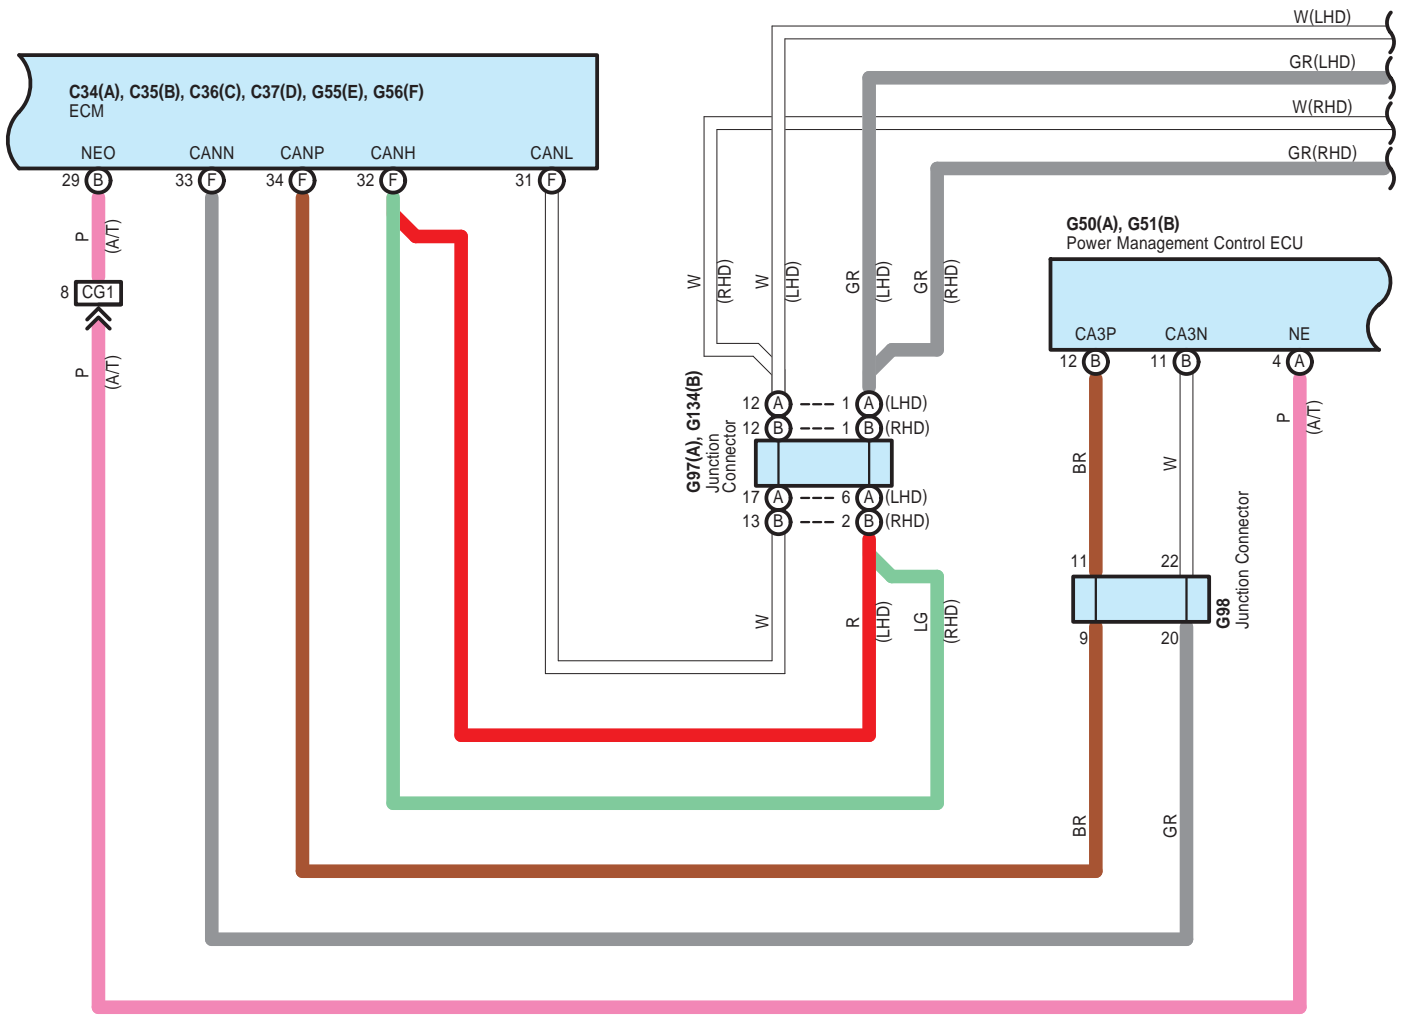 W(LHD)
GR(LHD)
W(RHD)
GR(RHD)
C34(A), C35(B), C36(C), C37(D), G55(E), G56(F)
ECM
NEO CANN CANP CANH CANL
29 B 33 F 34 F 32 F 31 F
P
(A/T)
8 CG1
P
(A/T)
W
(RHD)
W
(LHD)
GR
(LHD)
GR
(RHD)
G50(A), G51(B)
Power Management Control ECU
CA3P CA3N NE
12 B 11 B 4 A
12 A 1 A (LHD)
12 B 1 B (RHD)
G97(A), G134(B)
Junction
Connector
17 A 6 A (LHD)
13 B 2 B (RHD)
BR
W
P
(A/T)
11 22
G98
Junction Connector
9 20
W
R
(LHD)
LG
(RHD)
BR
GR